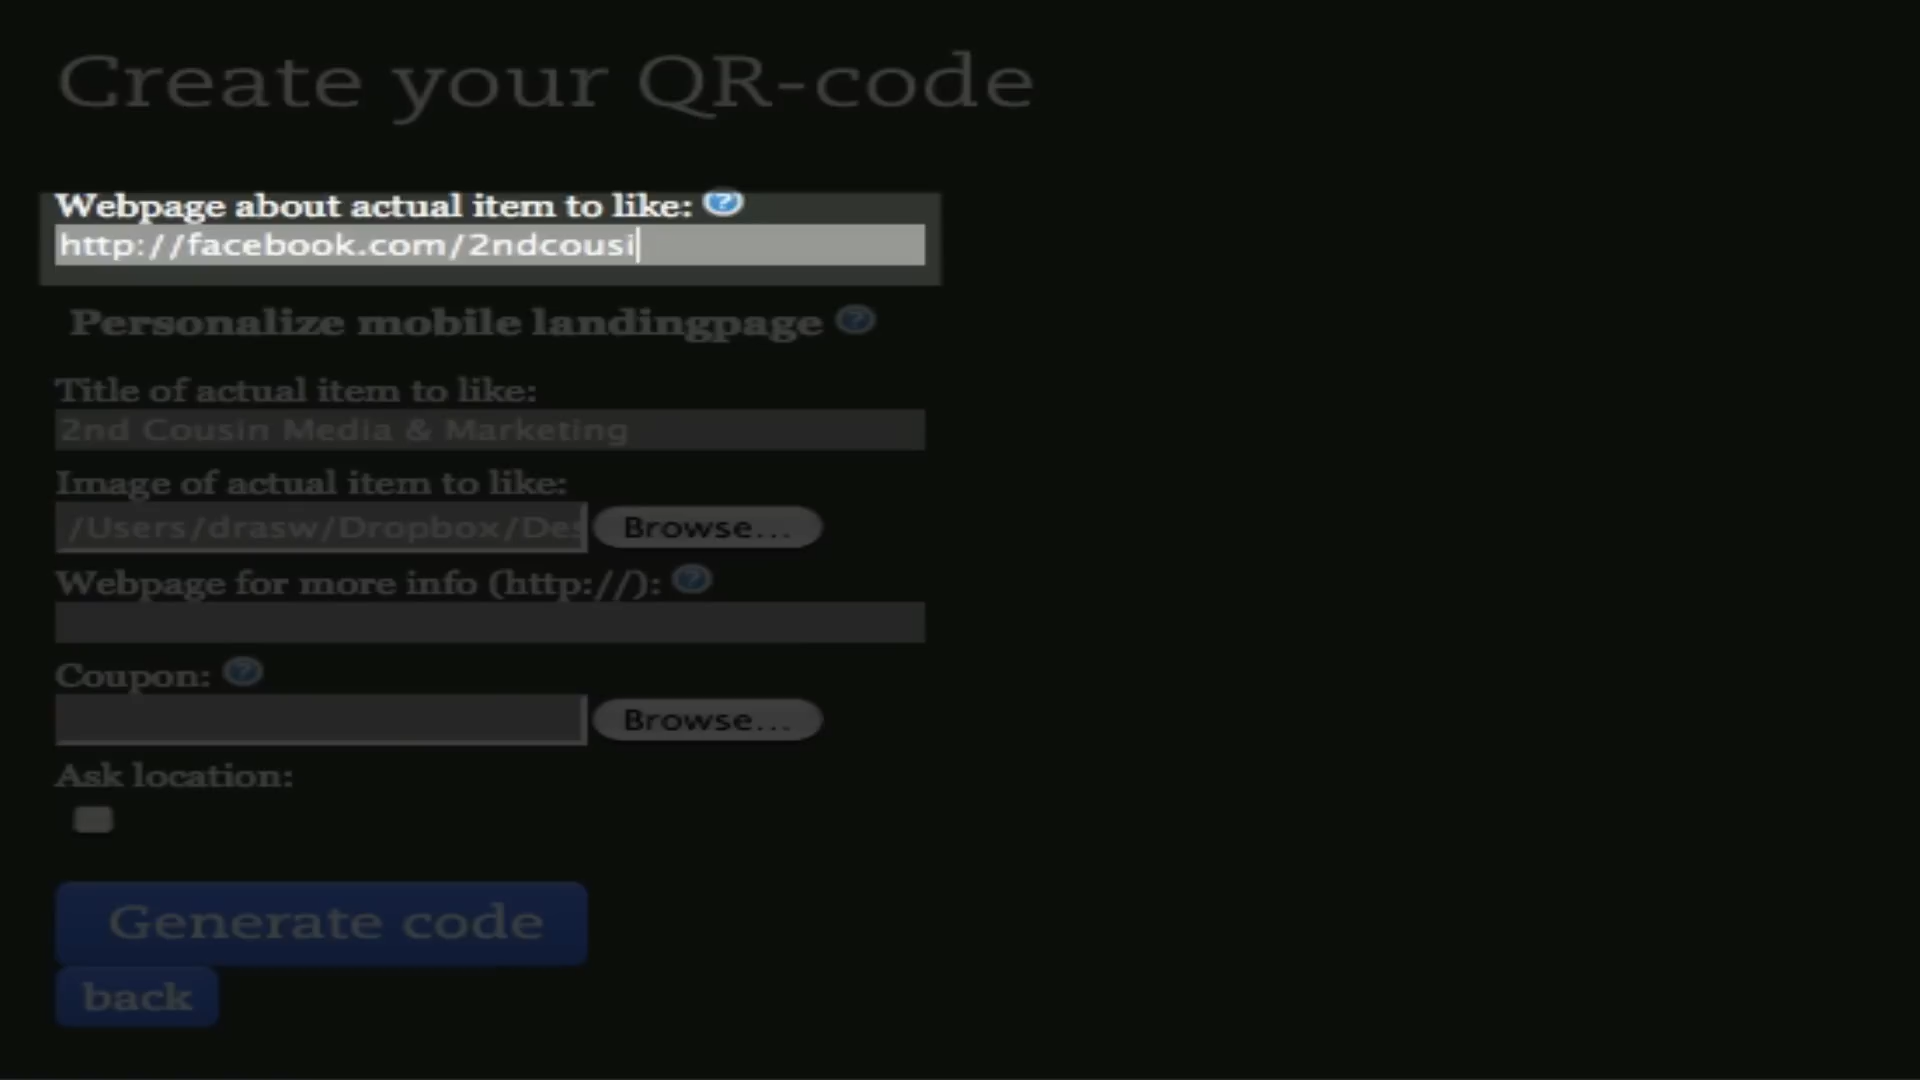 Create your QR-code
Webpage about actual item to like: ?
http://facebook.com/2ndcousi
Personalize mobile landingpage ?
Title of actual item to like:
2nd Cousin Media & Marketing
Image of actual item to like:
/Users/drasw/Dropbox/Des Browse...
Webpage for more info (http://): ?
Coupon: ?
Browse...
Ask location:
Generate code
back